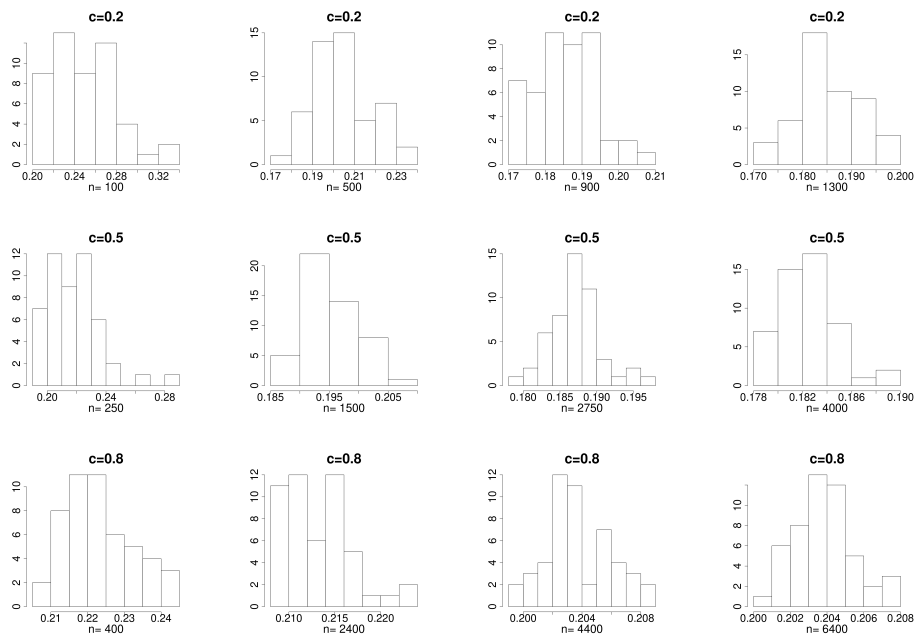 c=0.2 c=0.2 c=0.2 c=0.2
0 2 4 6 8 10 0 5 10 15 0 2 4 6 8 10 0 5 10 15
0.20 0.24 0.28 0.32 0.17 0.19 0.21 0.23 0.17 0.18 0.19 0.20 0.21 0.170 0.180 0.190 0.200
n= 100 n= 500 n= 900 n= 1300
c=0.5 c=0.5 c=0.5 c=0.5
0 2 4 6 8 10 12 0 5 10 15 20 0 5 10 15 0 5 10 15
0.20 0.24 0.28 0.185 0.195 0.205 0.180 0.185 0.190 0.195 0.178 0.182 0.186 0.190
n= 250 n= 1500 n= 2750 n= 4000
c=0.8 c=0.8 c=0.8 c=0.8
0 2 4 6 8 10 0 2 4 6 8 10 12 0 2 4 6 8 10 12 0 2 4 6 8 10
0.21 0.22 0.23 0.24 0.210 0.215 0.220 0.200 0.204 0.208 0.200 0.202 0.204 0.206 0.208
n= 400 n= 2400 n= 4400 n= 6400